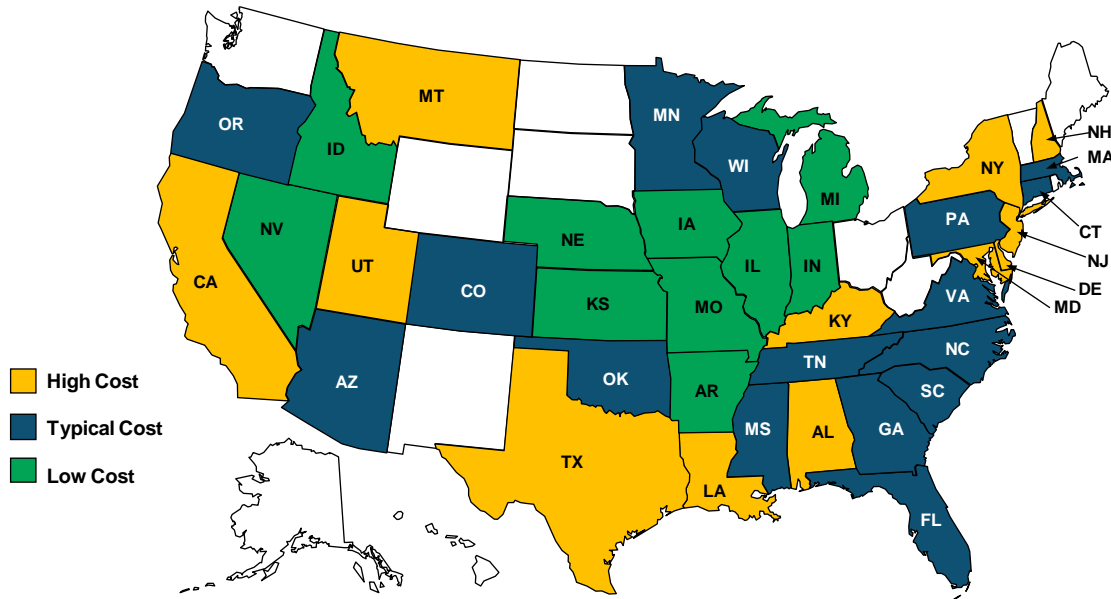 MT
MN
OR
ID
WI
NH
MA
NY
MI
PA
NV
NE
IA
CT
NJ
UT
CA
CO
IL
IN
DE
MD
VA
KS
MO
KY
NC
TN
High Cost
AZ
OK
AR
SC
Typical Cost
MS
AL
GA
TX
LA
Low Cost
FL